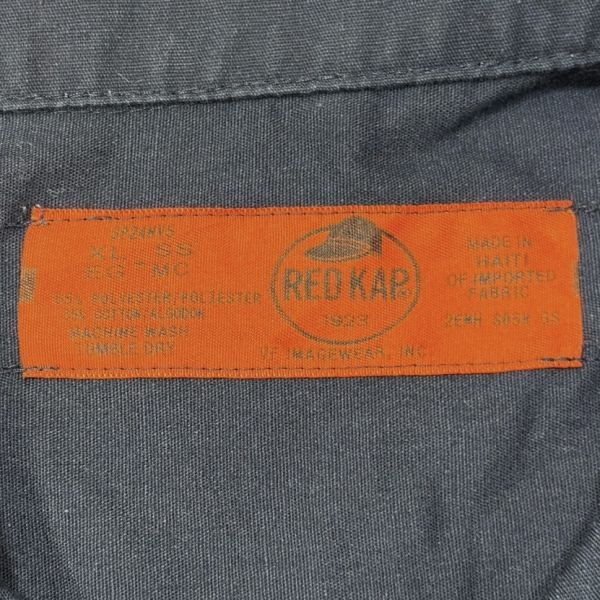 SP24HVS
XL - SS
EG - MC
65% POLYESTER/POLIESTER
35% COTTON/ALGODON
MACHINE WASH
TUMBLE DRY
RED KAP®
1923
VF IMAGEWEAR, INC
MADE IN
HAITI
OF IMPORTED
FABRIC
GS